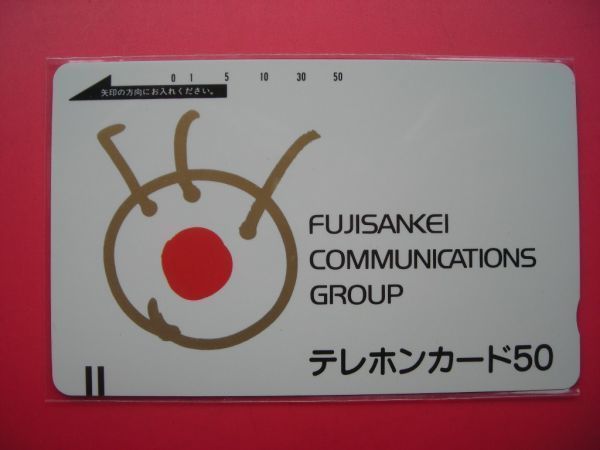 0 1 5 10 30 50
矢印の方向にお入れください。
FUJISANKEI
COMMUNICATIONS
GROUP
テレホンカード50